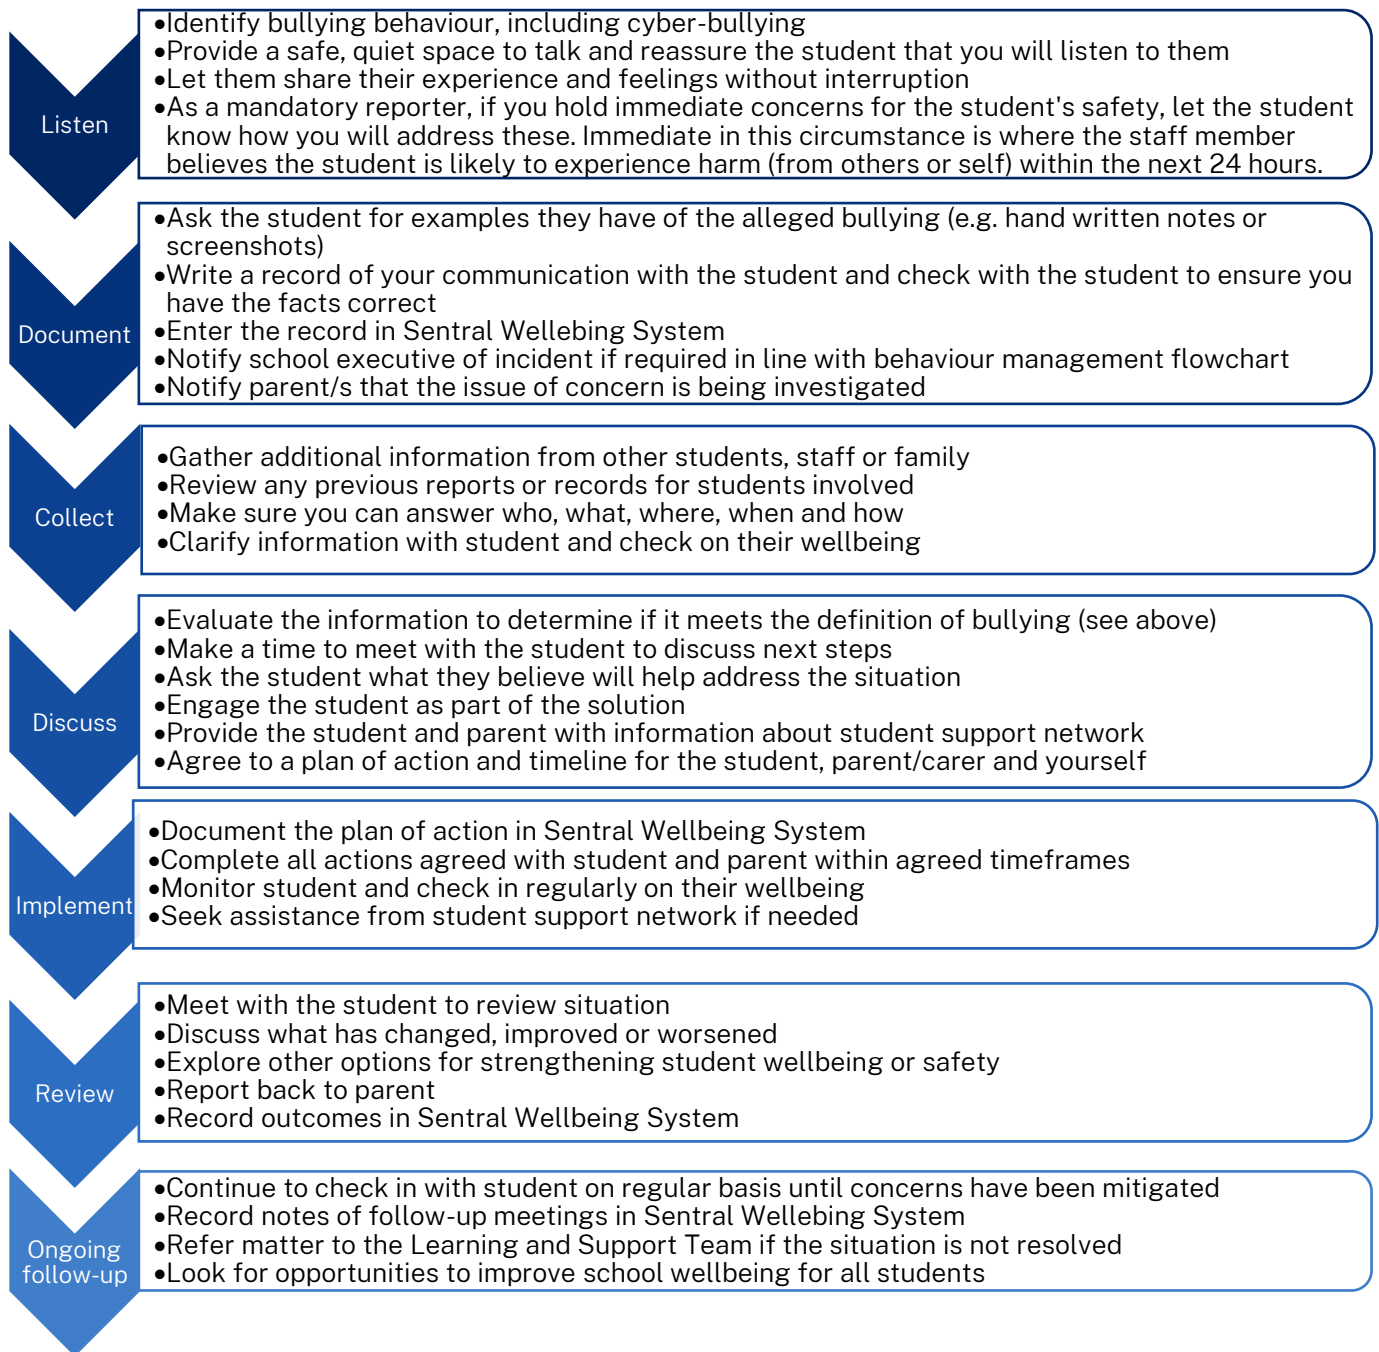 Listen
•Identify bullying behaviour, including cyber-bullying
•Provide a safe, quiet space to talk and reassure the student that you will listen to them
•Let them share their experience and feelings without interruption
•As a mandatory reporter, if you hold immediate concerns for the student's safety, let the student
know how you will address these. Immediate in this circumstance is where the staff member
believes the student is likely to experience harm (from others or self) within the next 24 hours.
Document
•Ask the student for examples they have of the alleged bullying (e.g. hand written notes or
screenshots)
•Write a record of your communication with the student and check with the student to ensure you
have the facts correct
•Enter the record in Sentral Wellebing System
•Notify school executive of incident if required in line with behaviour management flowchart
•Notify parent/s that the issue of concern is being investigated
Collect
•Gather additional information from other students, staff or family
•Review any previous reports or records for students involved
•Make sure you can answer who, what, where, when and how
•Clarify information with student and check on their wellbeing
Discuss
•Evaluate the information to determine if it meets the definition of bullying (see above)
•Make a time to meet with the student to discuss next steps
•Ask the student what they believe will help address the situation
•Engage the student as part of the solution
•Provide the student and parent with information about student support network
•Agree to a plan of action and timeline for the student, parent/carer and yourself
Implement
•Document the plan of action in Sentral Wellbeing System
•Complete all actions agreed with student and parent within agreed timeframes
•Monitor student and check in regularly on their wellbeing
•Seek assistance from student support network if needed
Review
•Meet with the student to review situation
•Discuss what has changed, improved or worsened
•Explore other options for strengthening student wellbeing or safety
•Report back to parent
•Record outcomes in Sentral Wellbeing System
Ongoing
follow-up
•Continue to check in with student on regular basis until concerns have been mitigated
•Record notes of follow-up meetings in Sentral Wellebing System
•Refer matter to the Learning and Support Team if the situation is not resolved
•Look for opportunities to improve school wellbeing for all students